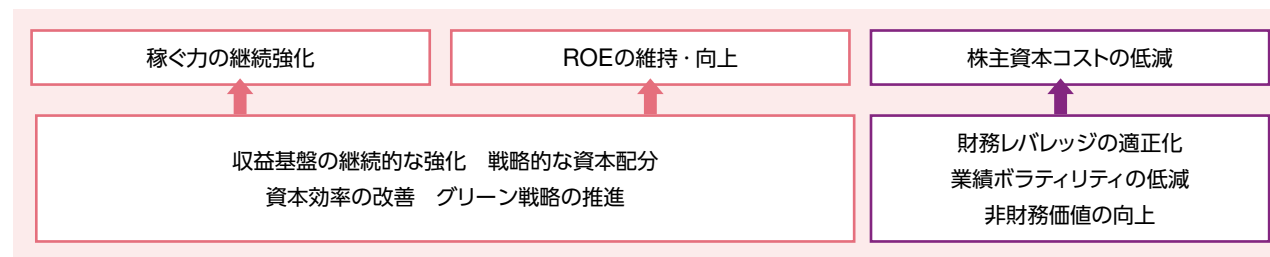 稼ぐ力の継続強化
ROEの維持・向上
株主資本コストの低減
収益基盤の継続的な強化　戦略的な資本配分
資本効率の改善　グリーン戦略の推進
財務レバレッジの適正化
業績ボラティリティの低減
非財務価値の向上